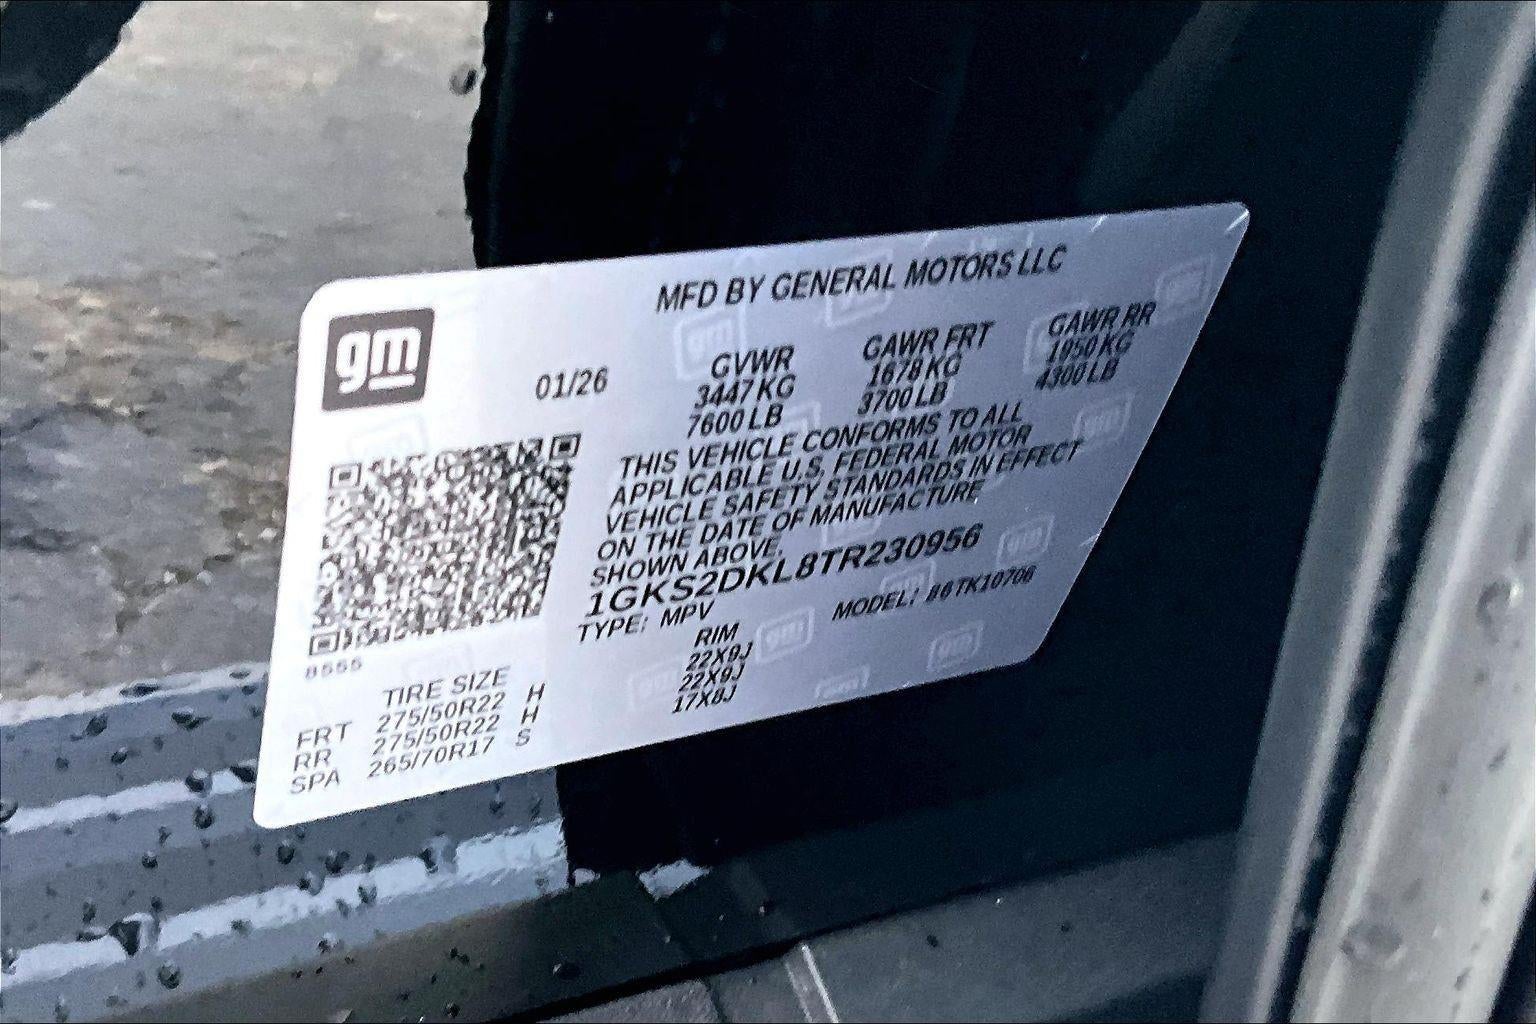 gm
MFD BY GENERAL MOTORS LLC
01/26
GVWR
3447 KG
7600 LB
GAWR FRT
1678 KG
3700 LB
GAWR RR
1950 KG
4300 LB
THIS VEHICLE CONFORMS TO ALL
APPLICABLE U.S. FEDERAL MOTOR
VEHICLE SAFETY STANDARDS IN EFFECT
ON THE DATE OF MANUFACTURE
SHOWN ABOVE.
1GKS2DKL8TR230956
TYPE: MPV
MODEL: TK10706
8555
TIRE SIZE
RIM
FRT 275/50R22 H 22X9J
RR 275/50R22 H 22X9J
SPA 265/70R17 S 17X8J